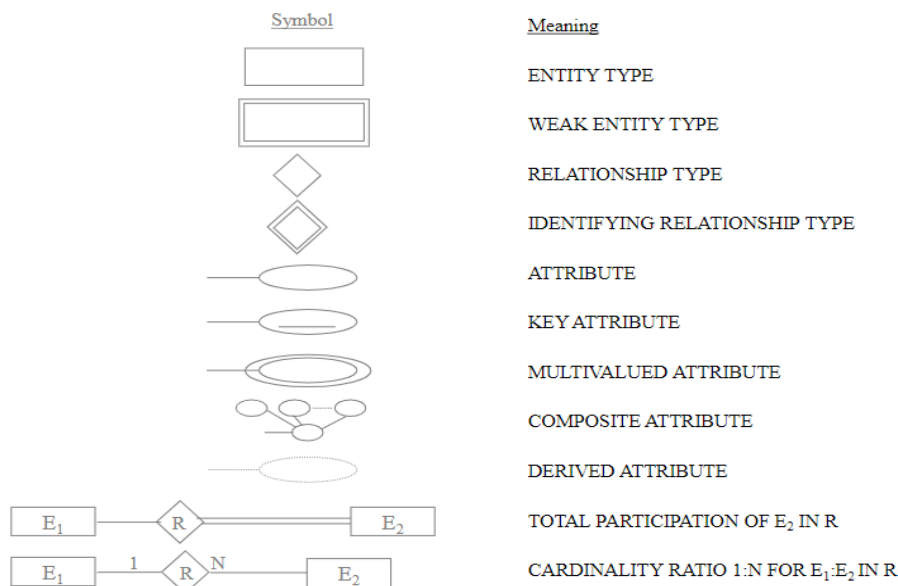 Symbol Meaning
ENTITY TYPE
WEAK ENTITY TYPE
RELATIONSHIP TYPE
IDENTIFYING RELATIONSHIP TYPE
ATTRIBUTE
KEY ATTRIBUTE
MULTIVALUED ATTRIBUTE
COMPOSITE ATTRIBUTE
DERIVED ATTRIBUTE
E₁ R E₂ TOTAL PARTICIPATION OF E₂ IN R
E₁ 1 R N E₂ CARDINALITY RATIO 1:N FOR E₁:E₂ IN R